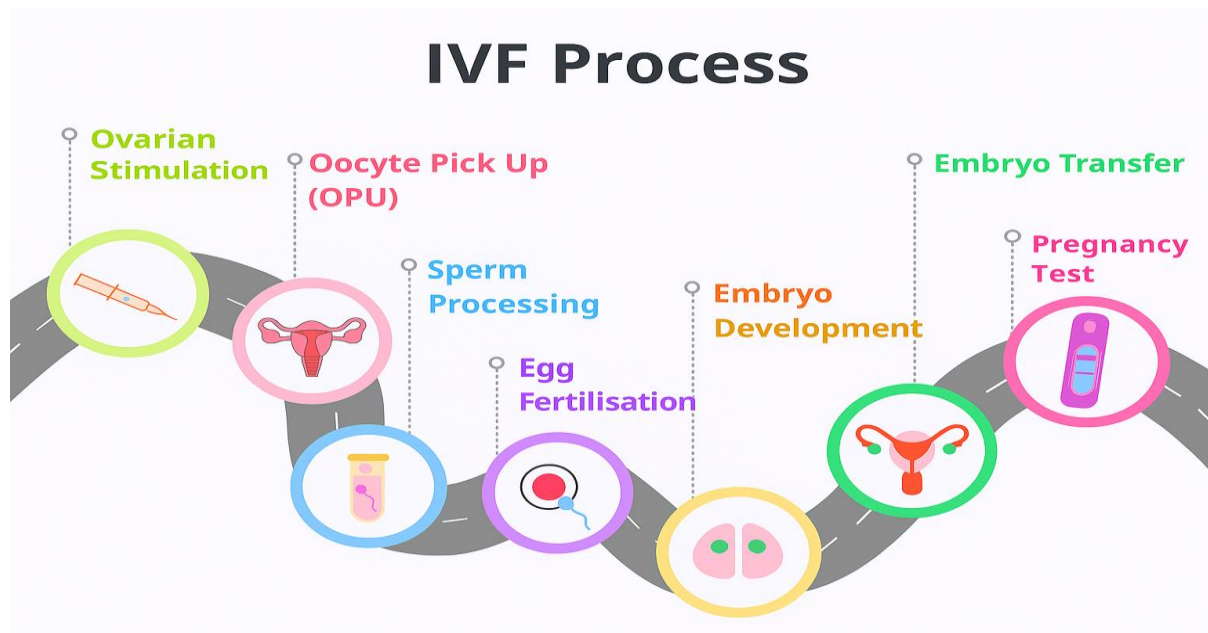 IVF Process
Ovarian
Stimulation
Oocyte Pick Up
(OPU)
Sperm
Processing
Egg
Fertilisation
Embryo
Development
Embryo Transfer
Pregnancy
Test